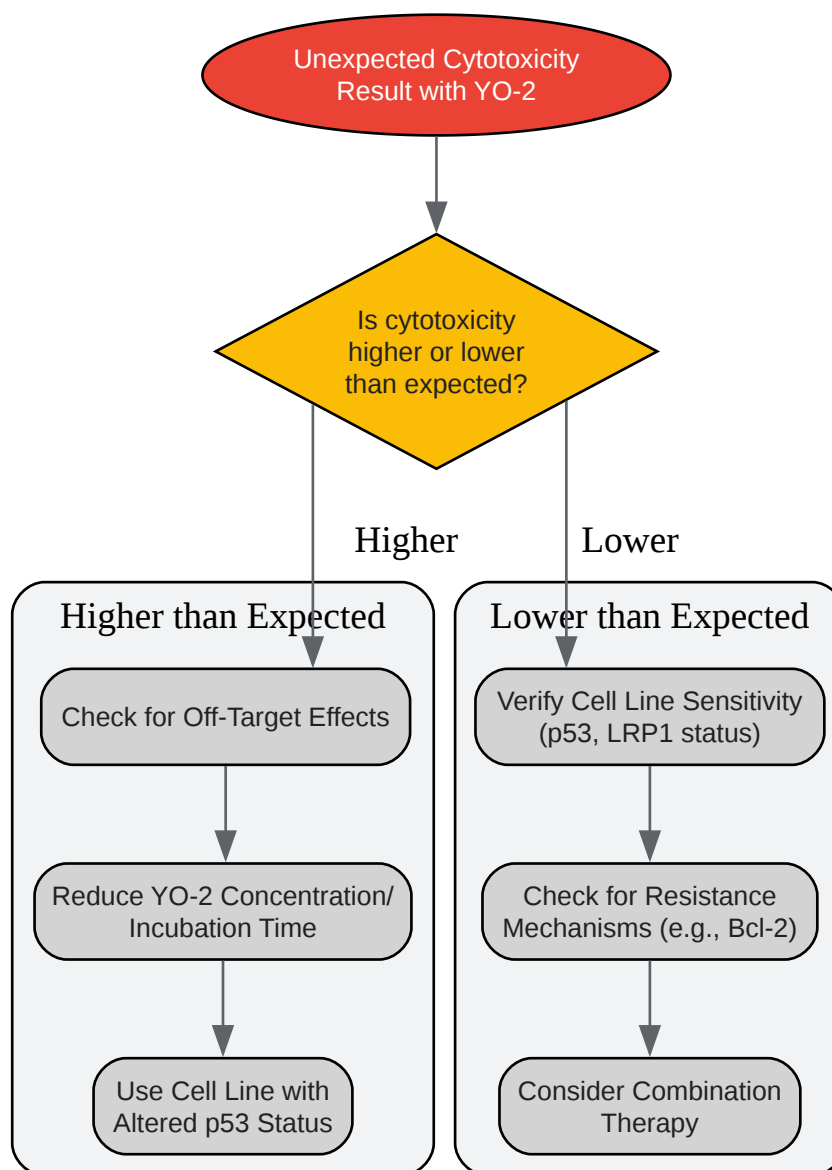 Unexpected Cytotoxicity
Result with YO-2
Is cytotoxicity
higher or lower
than expected?
Higher
Lower
Higher than Expected
Check for Off-Target Effects
Reduce YO-2 Concentration/
Incubation Time
Use Cell Line with
Altered p53 Status
Lower than Expected
Verify Cell Line Sensitivity
(p53, LRP1 status)
Check for Resistance
Mechanisms (e.g., Bcl-2)
Consider Combination
Therapy